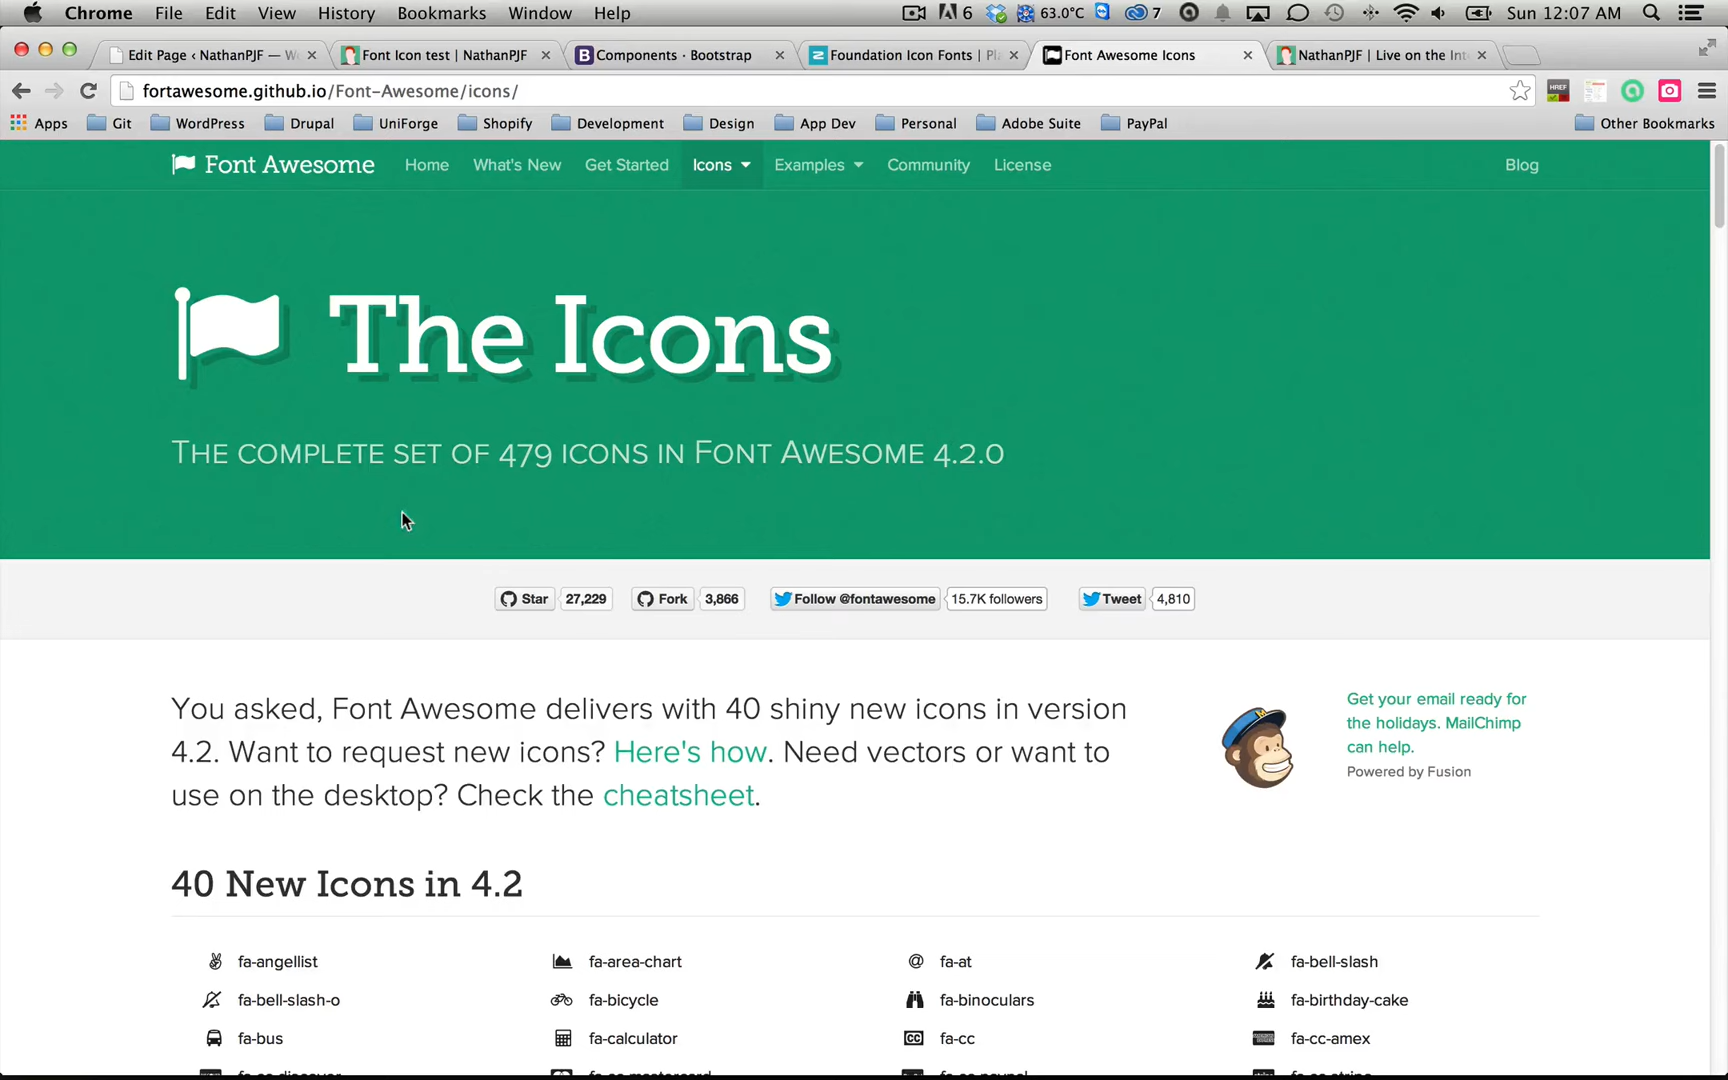 Chrome File Edit View History Bookmarks Window Help 6 63.0°C 7 Sun 12:07 AM
Edit Page ‹ NathanPJF — W Font Icon test | NathanPJF Components · Bootstrap Foundation Icon Fonts | Font Awesome Icons NathanPJF | Live on the In
fortawesome.github.io/Font-Awesome/icons/ HREF
Apps Git WordPress Drupal UniForge Shopify Development Design App Dev Personal Adobe Suite PayPal Other Bookmarks
Font Awesome Home What's New Get Started Icons Examples Community License Blog
The Icons
The complete set of 479 icons in Font Awesome 4.2.0
Star 27,229 Fork 3,866 Follow @fontawesome 15.7K followers Tweet 4,810
You asked, Font Awesome delivers with 40 shiny new icons in version
4.2. Want to request new icons? Here's how. Need vectors or want to
use on the desktop? Check the cheatsheet.
Get your email ready for
the holidays. MailChimp
can help.
Powered by Fusion
40 New Icons in 4.2
fa-angellist fa-area-chart @ fa-at fa-bell-slash
fa-bell-slash-o fa-bicycle fa-binoculars fa-birthday-cake
fa-bus fa-calculator CC fa-cc fa-cc-amex